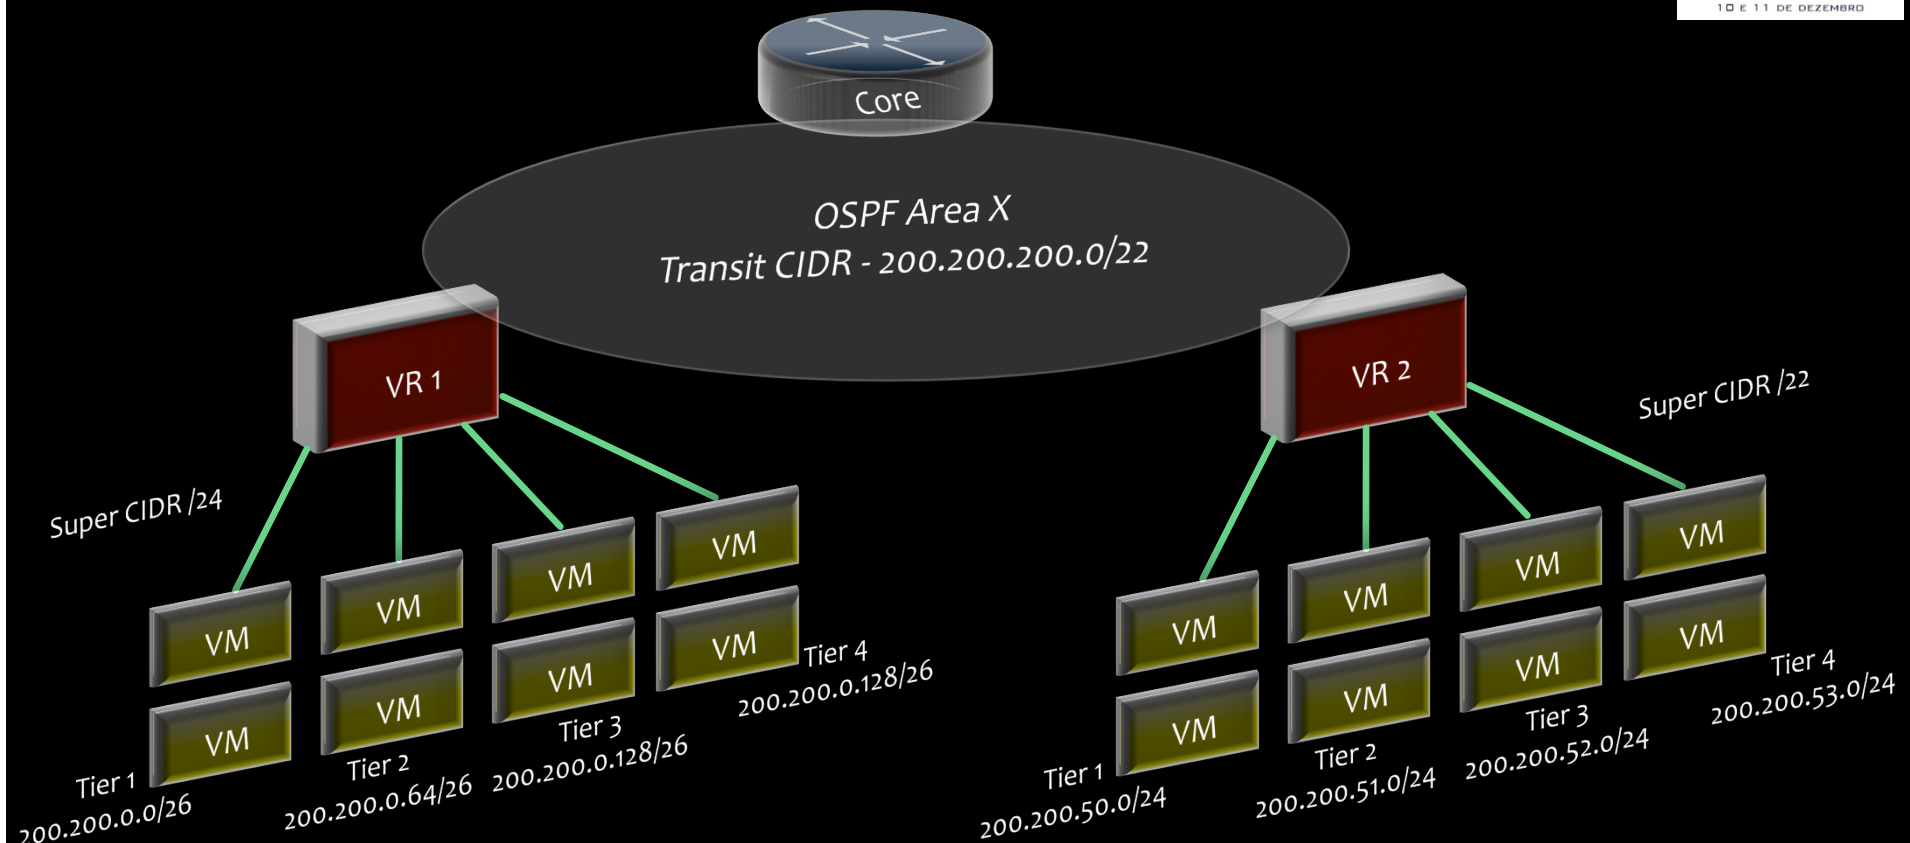 10 E 11 DE DEZEMBRO
Core
OSPF Area X
Transit CIDR - 200.200.200.0/22
VR 1
VR 2
Super CIDR /24
Super CIDR /22
VM
VM
VM
VM
VM
VM
VM
VM
Tier 1
200.200.0.0/26
Tier 2
200.200.0.64/26
Tier 3
200.200.0.128/26
Tier 4
200.200.0.128/26
VM
VM
VM
VM
VM
VM
VM
VM
Tier 1
200.200.50.0/24
Tier 2
200.200.51.0/24
Tier 3
200.200.52.0/24
Tier 4
200.200.53.0/24